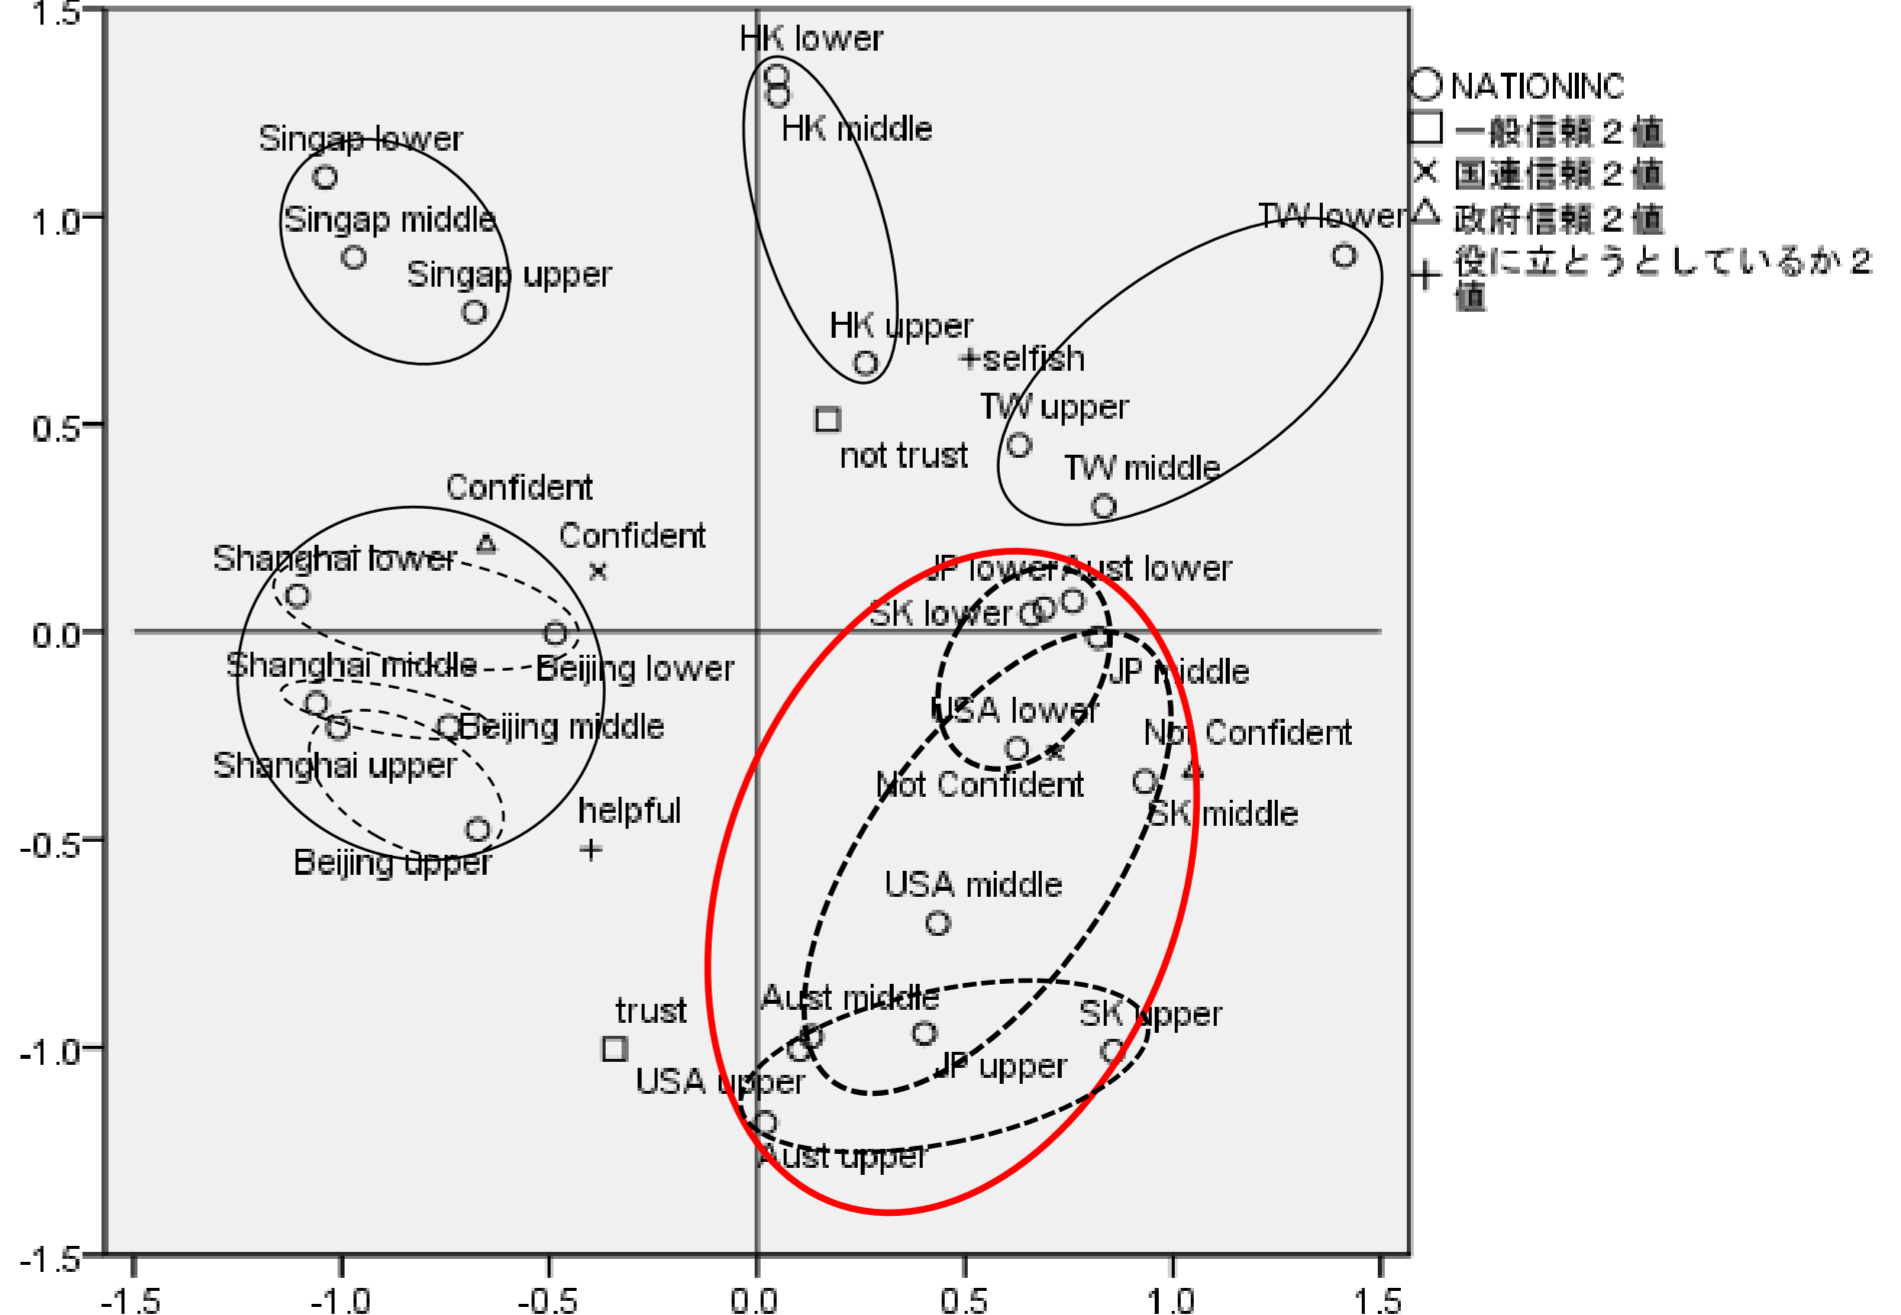 1.5
HK lower
NATIONINC
HK middle
一般信頼２値
Singap lower
国連信頼２値
1.0
Singap middle
TW lower
政府信頼２値
Singap upper
役に立とうとしているか２
値
HK upper
selfish
TW upper
0.5
not trust
TW middle
Confident
Confident
Shanghai lower
JP lower
Aust lower
SK lower
0.0
Shanghai middle
Beijing lower
JP middle
USA lower
Beijing middle
Not Confident
Shanghai upper
Not Confident
helpful
SK middle
-0.5
Beijing upper
USA middle
Aust middle
trust
SK upper
-1.0
JP upper
USA upper
Aust upper
-1.5
-1.5 -1.0 -0.5 0.0 0.5 1.0 1.5